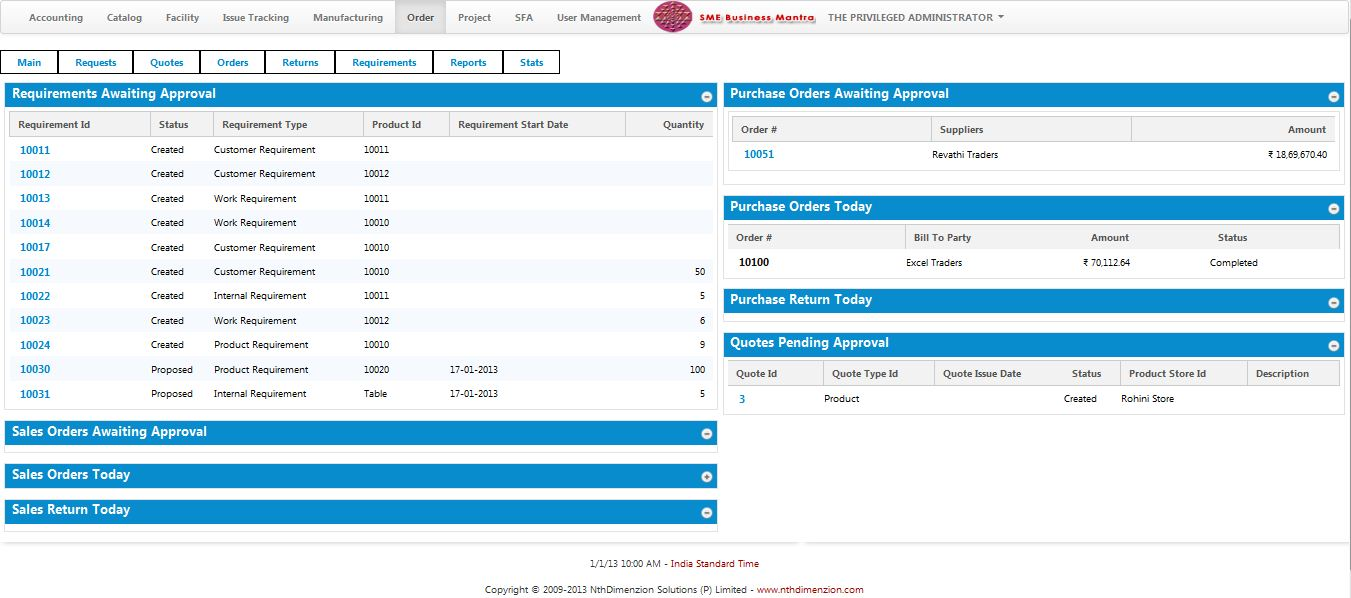 Accounting Catalog Facility Issue Tracking Manufacturing Order Project SFA User Management SME Business Mantra THE PRIVILEGED ADMINISTRATOR
Main Requests Quotes Orders Returns Requirements Reports Stats
Requirements Awaiting Approval
Requirement Id Status Requirement Type Product Id Requirement Start Date Quantity
10011 Created Customer Requirement 10011
10012 Created Customer Requirement 10012
10013 Created Work Requirement 10011
10014 Created Work Requirement 10010
10017 Created Customer Requirement 10010
10021 Created Customer Requirement 10010 50
10022 Created Internal Requirement 10011 5
10023 Created Work Requirement 10012 6
10024 Created Product Requirement 10010 9
10030 Proposed Product Requirement 10020 17-01-2013 100
10031 Proposed Internal Requirement Table 17-01-2013 5
Sales Orders Awaiting Approval
Sales Orders Today
Sales Return Today
Purchase Orders Awaiting Approval
Order # Suppliers Amount
10051 Revathi Traders ₹ 18,69,670.40
Purchase Orders Today
Order # Bill To Party Amount Status
10100 Excel Traders ₹ 70,112.64 Completed
Purchase Return Today
Quotes Pending Approval
Quote Id Quote Type Id Quote Issue Date Status Product Store Id Description
3 Product Created Rohini Store
1/1/13 10:00 AM - India Standard Time
Copyright © 2009-2013 NthDimenzion Solutions (P) Limited - www.nthdimenzion.com